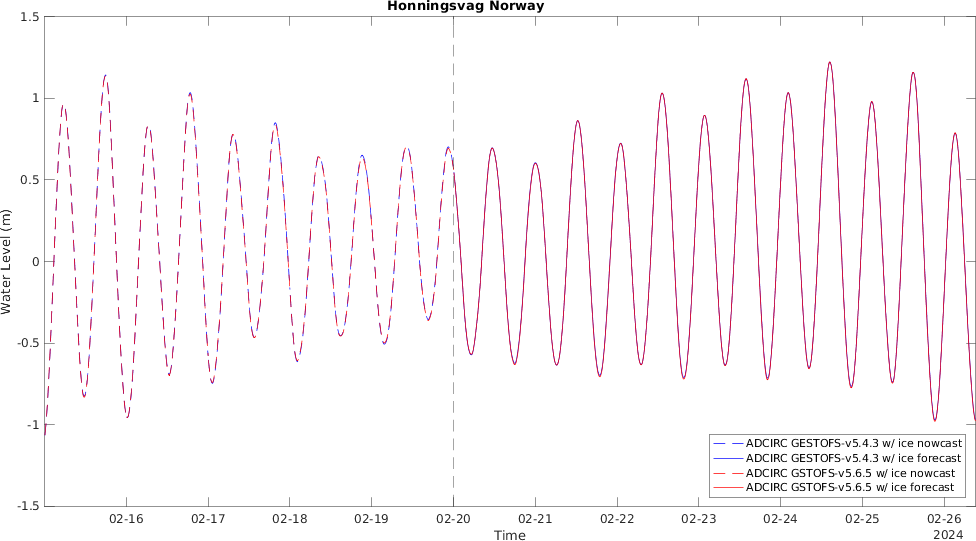 Honningsvag Norway
1.5
1
0.5
0
-0.5
-1
-1.5
Water Level (m)
02-16 02-17 02-18 02-19 02-20 02-21 02-22 02-23 02-24 02-25 02-26
Time
2024
ADCIRC GESTOFS-v5.4.3 w/ ice nowcast
ADCIRC GESTOFS-v5.4.3 w/ ice forecast
ADCIRC GSTOFS-v5.6.5 w/ ice nowcast
ADCIRC GSTOFS-v5.6.5 w/ ice forecast